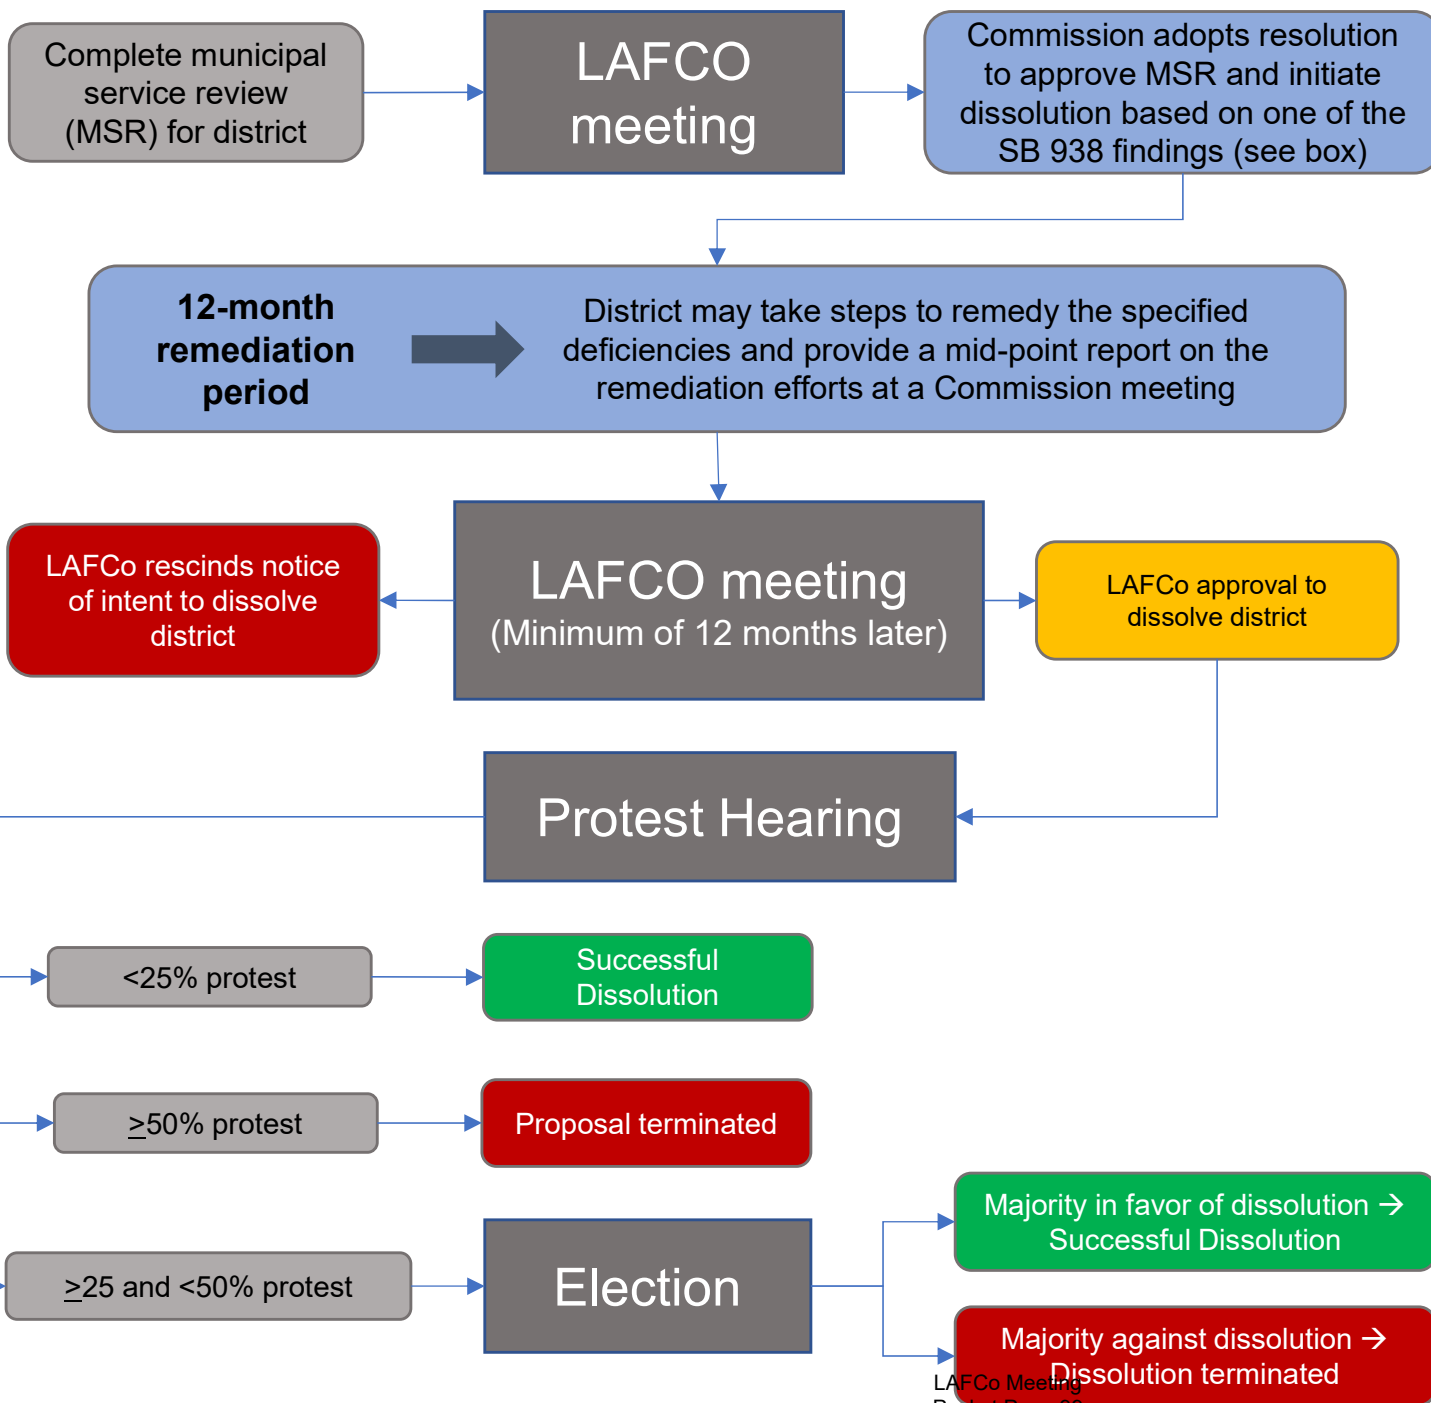 Complete municipal
service review
(MSR) for district
LAFCO
meeting
Commission adopts resolution
to approve MSR and initiate
dissolution based on one of the
SB 938 findings (see box)
12-month
remediation
period
District may take steps to remedy the specified
deficiencies and provide a mid-point report on the
remediation efforts at a Commission meeting
LAFCo rescinds notice
of intent to dissolve
district
LAFCO meeting
(Minimum of 12 months later)
LAFCo approval to
dissolve district
Protest Hearing
<25% protest
Successful
Dissolution
≥50% protest
Proposal terminated
≥25 and <50% protest
Election
Majority in favor of dissolution →
Successful Dissolution
Majority against dissolution →
Dissolution terminated
LAFCo Meeting